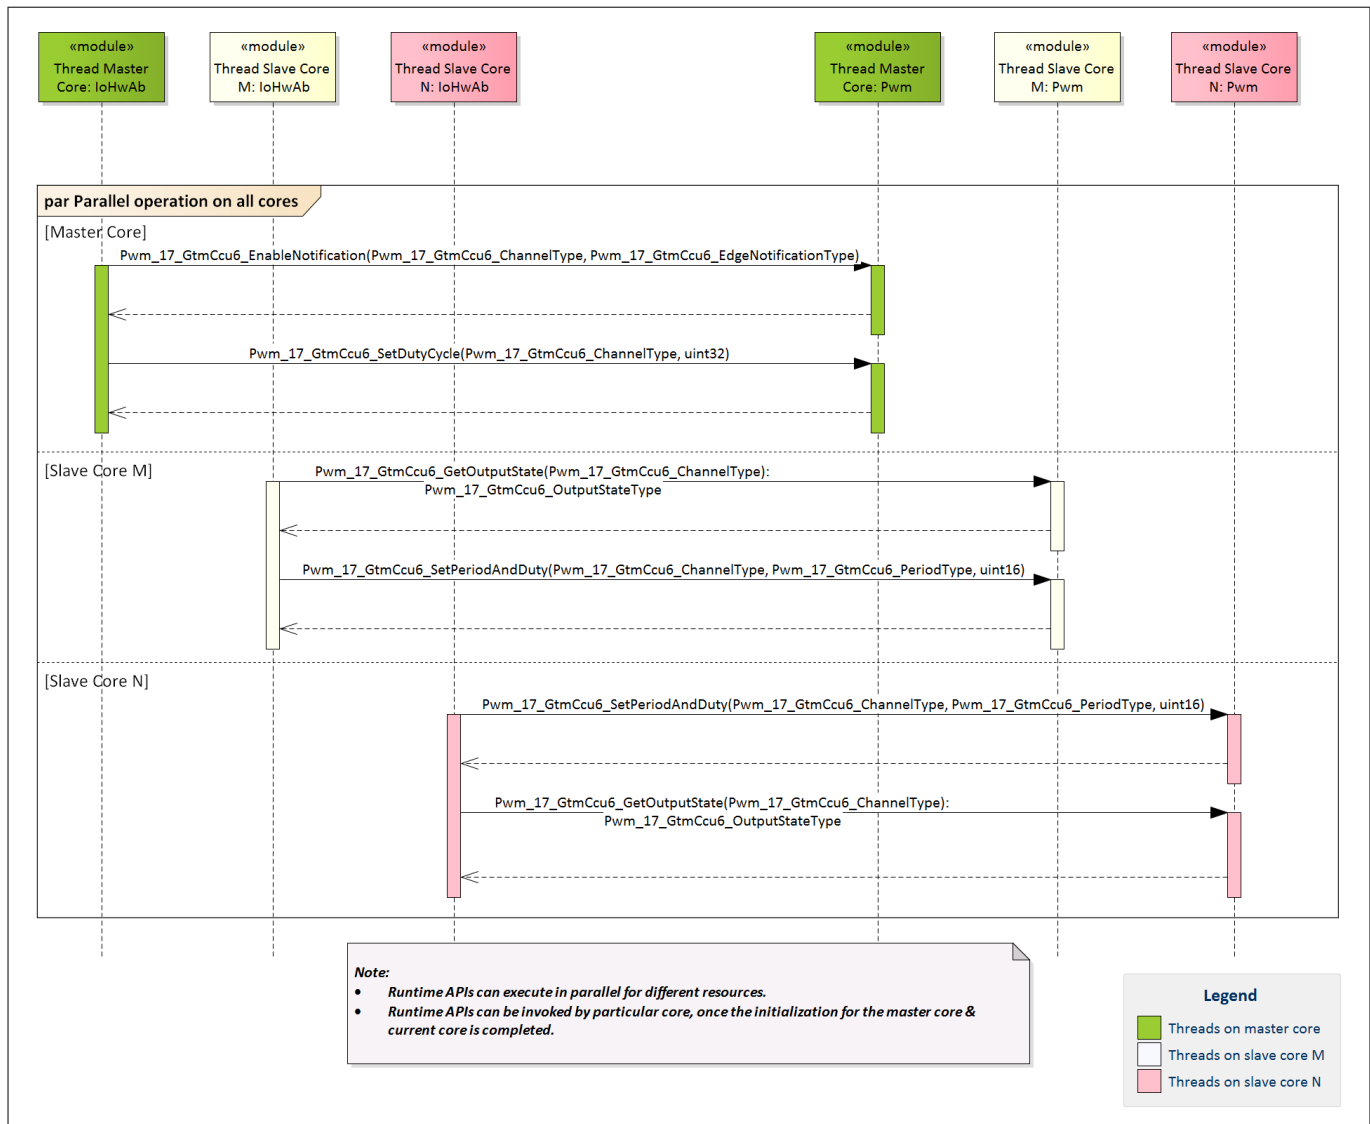 «module»
Thread Master
Core: IoHwAb
«module»
Thread Slave Core
M: IoHwAb
«module»
Thread Slave Core
N: IoHwAb
«module»
Thread Master
Core: Pwm
«module»
Thread Slave Core
M: Pwm
«module»
Thread Slave Core
N: Pwm
par Parallel operation on all cores
[Master Core]
Pwm_17_GtmCcu6_EnableNotification(Pwm_17_GtmCcu6_ChannelType, Pwm_17_GtmCcu6_EdgeNotificationType)
Pwm_17_GtmCcu6_SetDutyCycle(Pwm_17_GtmCcu6_ChannelType, uint32)
[Slave Core M]
Pwm_17_GtmCcu6_GetOutputState(Pwm_17_GtmCcu6_ChannelType):
Pwm_17_GtmCcu6_OutputStateType
Pwm_17_GtmCcu6_SetPeriodAndDuty(Pwm_17_GtmCcu6_ChannelType, Pwm_17_GtmCcu6_PeriodType, uint16)
[Slave Core N]
Pwm_17_GtmCcu6_SetPeriodAndDuty(Pwm_17_GtmCcu6_ChannelType, Pwm_17_GtmCcu6_PeriodType, uint16)
Pwm_17_GtmCcu6_GetOutputState(Pwm_17_GtmCcu6_ChannelType):
Pwm_17_GtmCcu6_OutputStateType
Note:
• Runtime APIs can execute in parallel for different resources.
• Runtime APIs can be invoked by particular core, once the initialization for the master core &
current core is completed.
Legend
Threads on master core
Threads on slave core M
Threads on slave core N